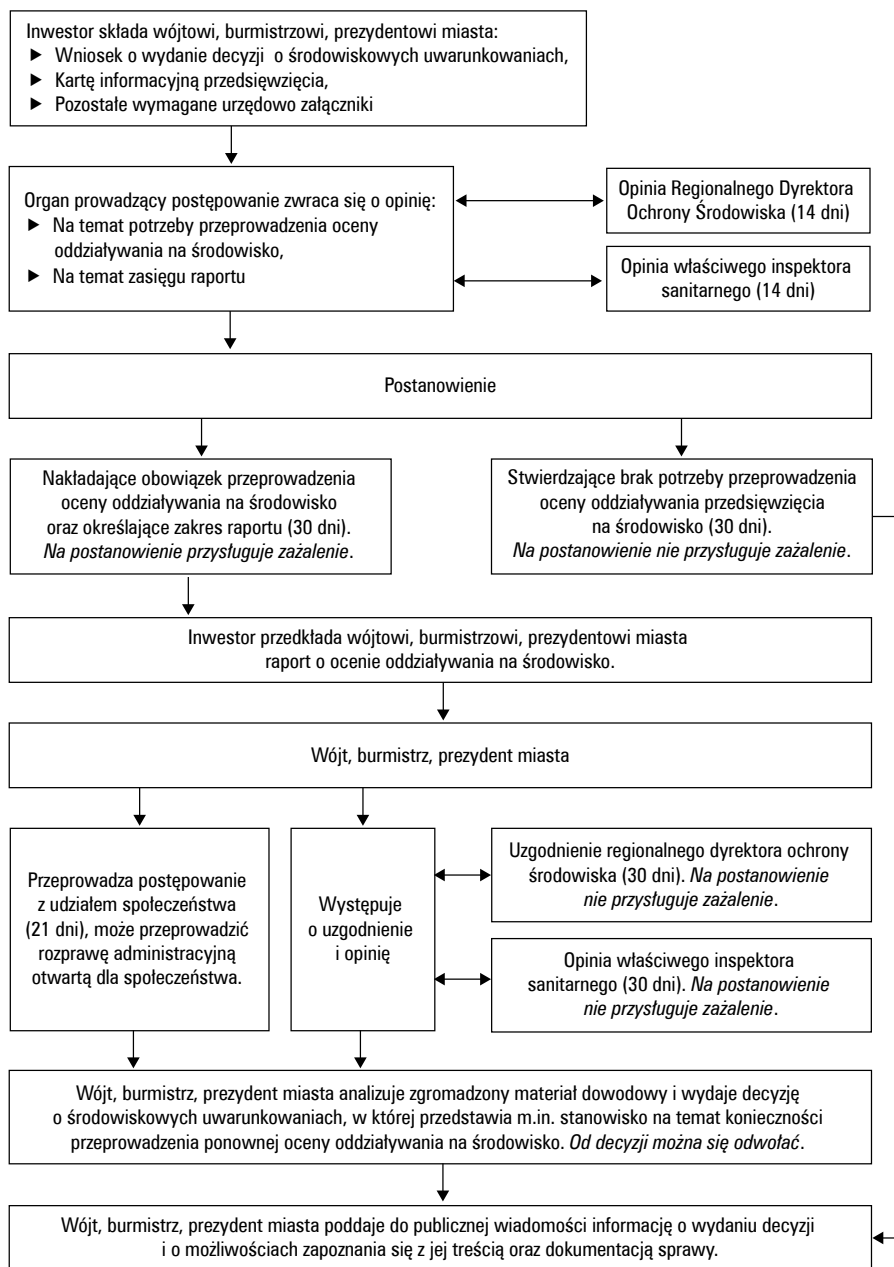 Inwestor składa wójtowi, burmistrzowi, prezydentowi miasta:
▶ Wniosek o wydanie decyzji o środowiskowych uwarunkowaniach,
▶ Kartę informacyjną przedsięwzięcia,
▶ Pozostałe wymagane urzędowo załączniki
Organ prowadzący postępowanie zwraca się o opinię:
▶ Na temat potrzeby przeprowadzenia oceny
oddziaływania na środowisko,
▶ Na temat zasięgu raportu
Opinia Regionalnego Dyrektora
Ochrony Środowiska (14 dni)
Opinia właściwego inspektora
sanitarnego (14 dni)
Postanowienie
Nakładające obowiązek przeprowadzenia
oceny oddziaływania na środowisko
oraz określające zakres raportu (30 dni).
Na postanowienie przysługuje zażalenie.
Stwierdzające brak potrzeby przeprowadzenia
oceny oddziaływania przedsięwzięcia
na środowisko (30 dni).
Na postanowienie nie przysługuje zażalenie.
Inwestor przedkłada wójtowi, burmistrzowi, prezydentowi miasta
raport o ocenie oddziaływania na środowisko.
Wójt, burmistrz, prezydent miasta
Przeprowadza postępowanie
z udziałem społeczeństwa
(21 dni), może przeprowadzić
rozprawę administracyjną
otwartą dla społeczeństwa.
Występuje
o uzgodnienie
i opinię
Uzgodnienie regionalnego dyrektora ochrony
środowiska (30 dni). Na postanowienie
nie przysługuje zażalenie.
Opinia właściwego inspektora
sanitarnego (30 dni). Na postanowienie
nie przysługuje zażalenie.
Wójt, burmistrz, prezydent miasta analizuje zgromadzony materiał dowodowy i wydaje decyzję
o środowiskowych uwarunkowaniach, w której przedstawia m.in. stanowisko na temat konieczności
przeprowadzenia ponownej oceny oddziaływania na środowisko. Od decyzji można się odwołać.
Wójt, burmistrz, prezydent miasta poddaje do publicznej wiadomości informację o wydaniu decyzji
i o możliwościach zapoznania się z jej treścią oraz dokumentacją sprawy.